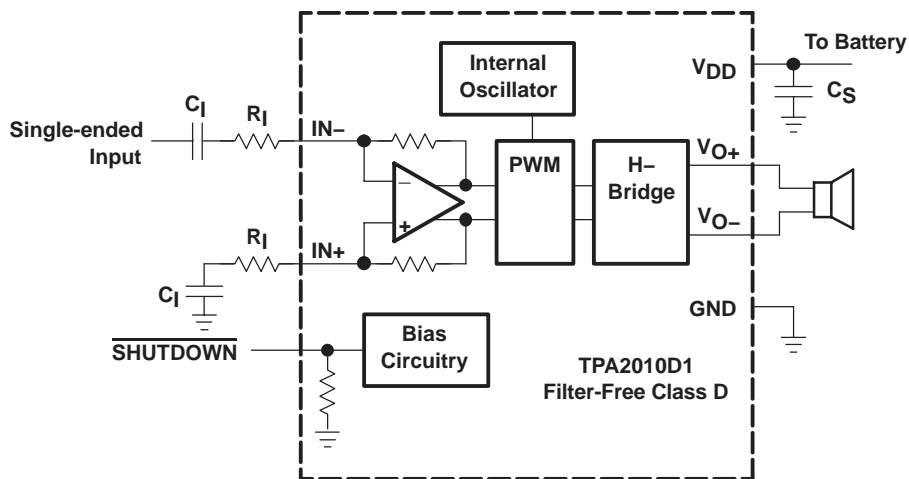 To Battery
Internal
Oscillator
VDD
CS
CI
RI
IN−
Single-ended
Input
PWM
H−
Bridge
VO+
VO−
−
+
RI
IN+
CI
GND
SHUTDOWN
Bias
Circuitry
TPA2010D1
Filter-Free Class D